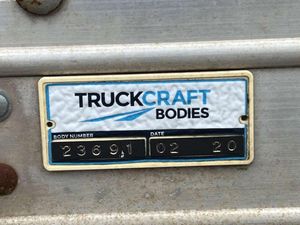 TRUCKCRAFT
BODIES
BODY NUMBER DATE
23691 02 20